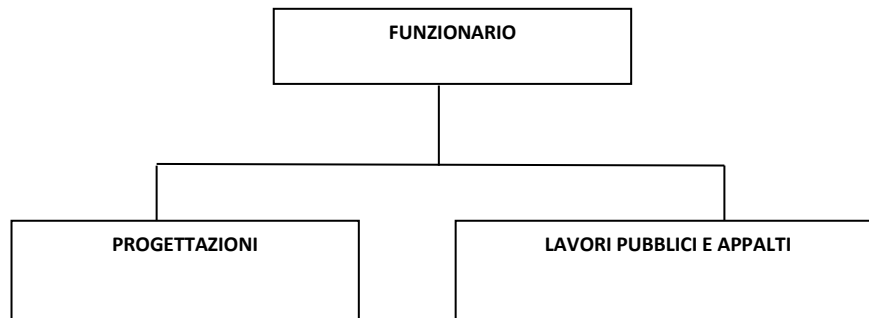 FUNZIONARIO
PROGETTAZIONI
LAVORI PUBBLICI E APPALTI